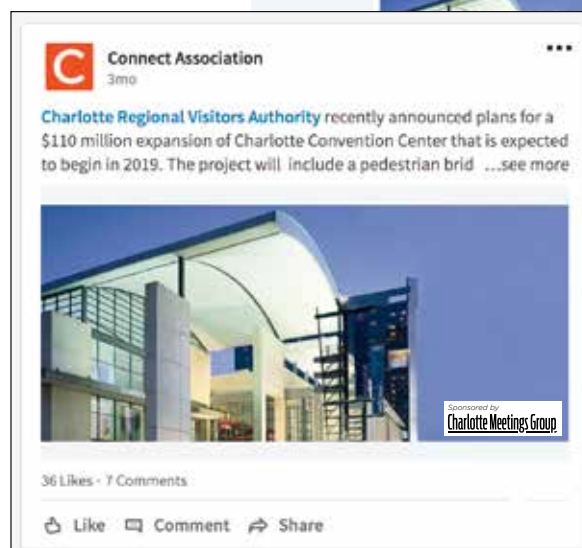 C
Connect Association
3mo
Charlotte Regional Visitors Authority recently announced plans for a
$110 million expansion of Charlotte Convention Center that is expected
to begin in 2019. The project will include a pedestrian brid ...see more
Sponsored by
Charlotte Meetings Group
36 Likes · 7 Comments
Like Comment Share